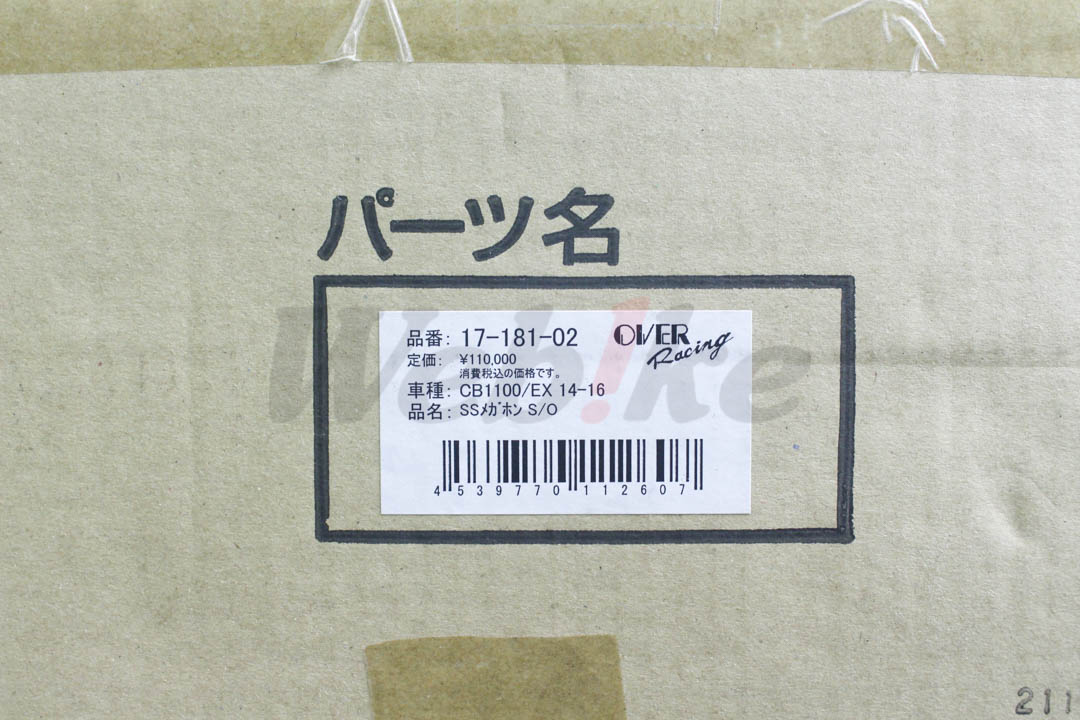 パーツ名
Web!ke
品番: 17-181-02
OVER
Racing
定価: ¥110,000
消費税込の価格です。
車種: CB1100/EX 14-16
品名: SSﾒｶﾞﾎﾝ S/O
4539770112607
211